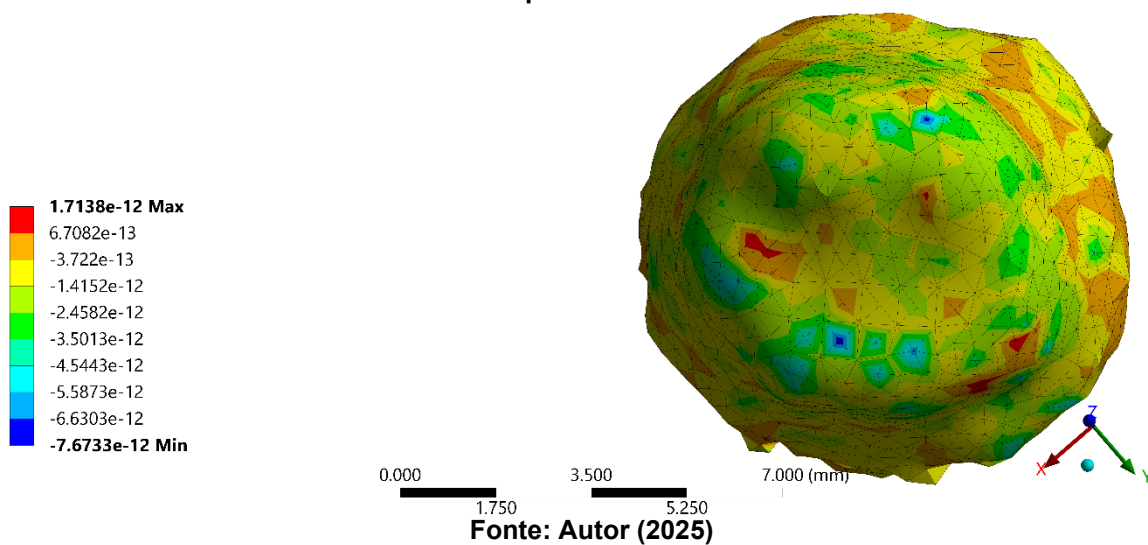 1.7138e-12 Max
6.7082e-13
-3.722e-13
-1.4152e-12
-2.4582e-12
-3.5013e-12
-4.5443e-12
-5.5873e-12
-6.6303e-12
-7.6733e-12 Min
Z
X
Y
0.000 3.500 7.000 (mm)
1.750 5.250
Fonte: Autor (2025)